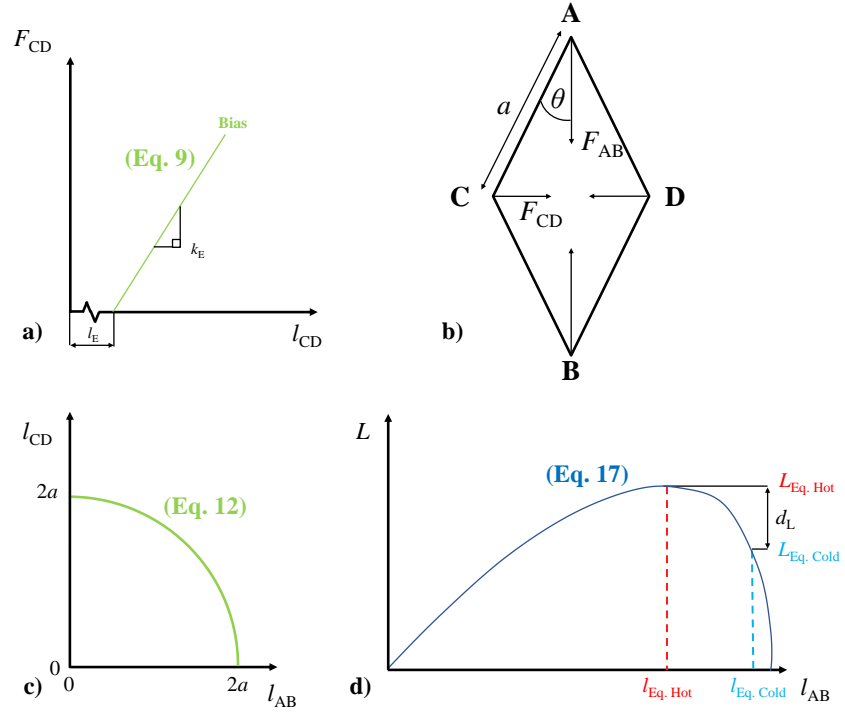 F_CD
Bias
(Eq. 9)
k_E
a)
l_E
l_CD
A
a
θ
F_AB
C
D
F_CD
b)
B
l_CD
2a
(Eq. 12)
0
c)
0
2a
l_AB
L
(Eq. 17)
L_Eq. Hot
d_L
L_Eq. Cold
d)
l_Eq. Hot
l_Eq. Cold
l_AB